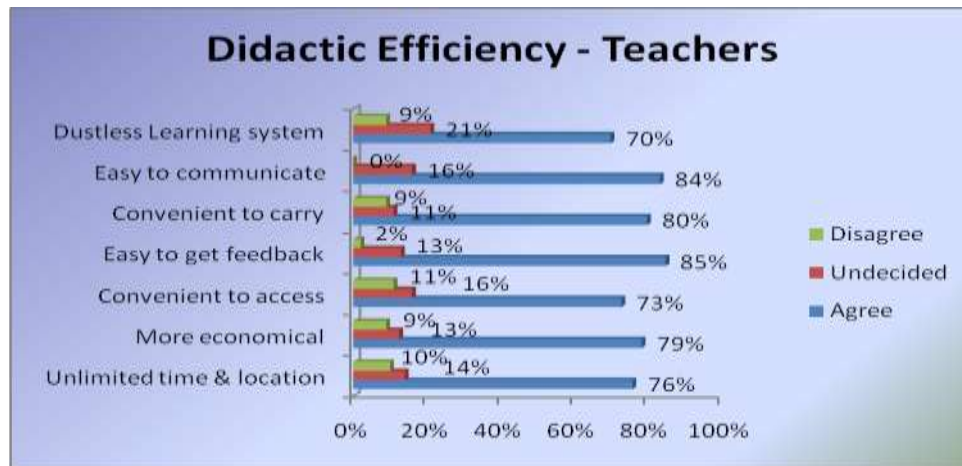 Didactic Efficiency - Teachers
Dustless Learning system
9%
21%
70%
Easy to communicate
0%
16%
84%
Convenient to carry
9%
11%
80%
Easy to get feedback
2%
13%
85%
Convenient to access
11%
16%
73%
More economical
9%
13%
79%
Unlimited time & location
10%
14%
76%
Disagree
Undecided
Agree
0% 20% 40% 60% 80% 100%